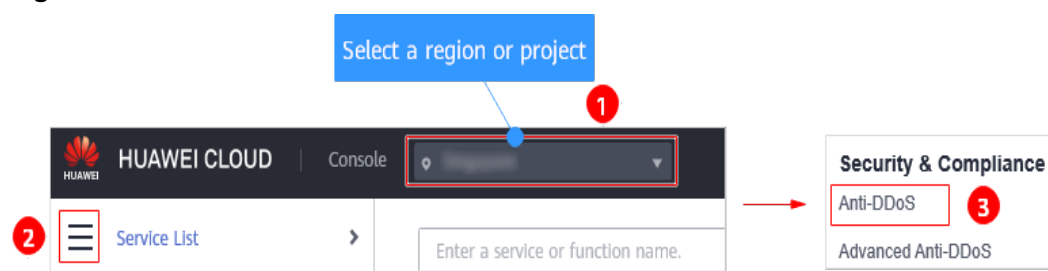 Select a region or project
1
HUAWEI
HUAWEI CLOUD
Console
2
Service List
Enter a service or function name.
Security & Compliance
Anti-DDoS
3
Advanced Anti-DDoS